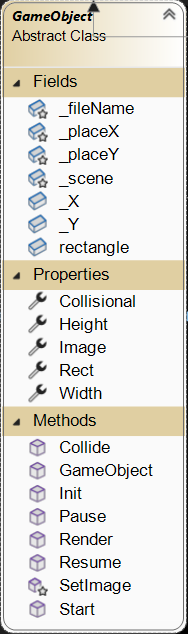 GameObject
Abstract Class
Fields
_fileName
_placeX
_placeY
_scene
_X
_Y
rectangle
Properties
Collisional
Height
Image
Rect
Width
Methods
Collide
GameObject
Init
Pause
Render
Resume
SetImage
Start